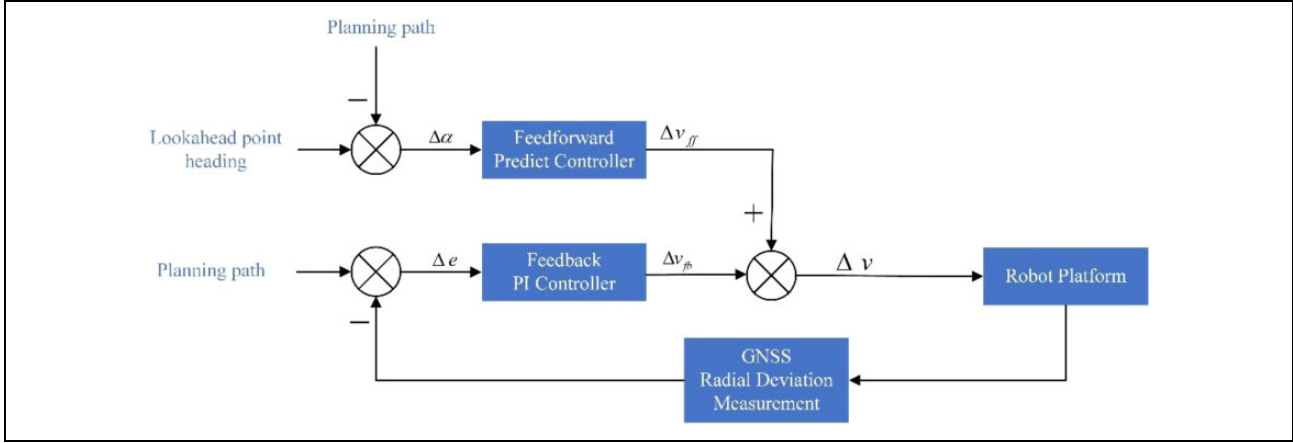 Planning path
−
Lookahead point
heading
Δα
Feedforward
Predict Controller
Δv_ff
+
Planning path
Δe
Feedback
PI Controller
Δv_fb
Δ v
Robot Platform
−
GNSS
Radial Deviation
Measurement